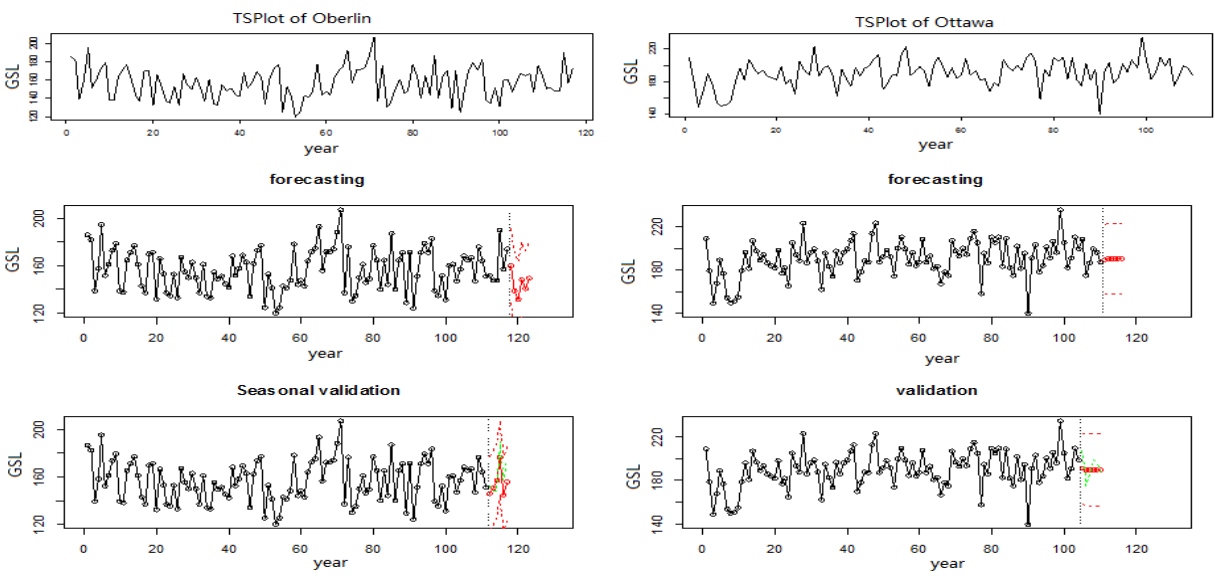 TSPlot of Oberlin
GSL
120 140 160 180 200
0 20 40 60 80 100 120
year
TSPlot of Ottawa
GSL
140 180 220
0 20 40 60 80 100
year
forecasting
GSL
120 160 200
0 20 40 60 80 100 120
year
forecasting
GSL
140 180 220
0 20 40 60 80 100 120
year
Seasonal validation
GSL
120 160 200
0 20 40 60 80 100 120
year
validation
GSL
140 180 220
0 20 40 60 80 100 120
year